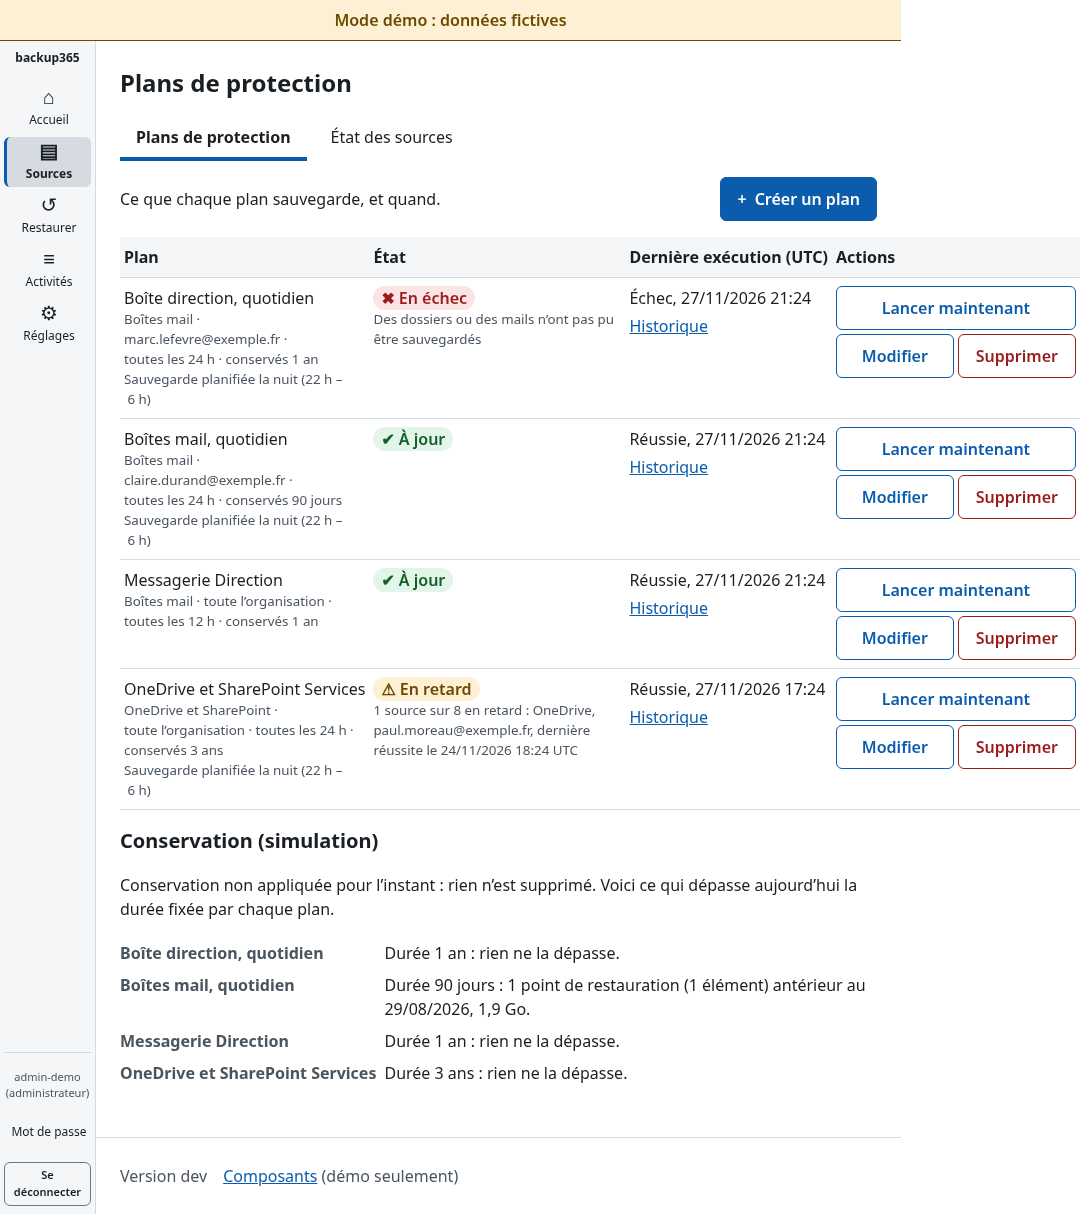 Mode démo : données fictives
backup365
Accueil
Sources
Restaurer
Activités
Réglages
admin-demo
(administrateur)
Mot de passe
Se
déconnecter
Plans de protection
Plans de protection
État des sources
Ce que chaque plan sauvegarde, et quand.
+ Créer un plan
Plan État Dernière exécution (UTC) Actions
Boîte direction, quotidien
Boîtes mail ·
marc.lefevre@exemple.fr ·
toutes les 24 h · conservés 1 an
Sauvegarde planifiée la nuit (22 h –
6 h)
✖ En échec
Des dossiers ou des mails n’ont pas pu
être sauvegardés
Échec, 27/11/2026 21:24
Historique
Lancer maintenant
Modifier
Supprimer
Boîtes mail, quotidien
Boîtes mail ·
claire.durand@exemple.fr ·
toutes les 24 h · conservés 90 jours
Sauvegarde planifiée la nuit (22 h –
6 h)
✔ À jour
Réussie, 27/11/2026 21:24
Historique
Lancer maintenant
Modifier
Supprimer
Messagerie Direction
Boîtes mail · toute l’organisation ·
toutes les 12 h · conservés 1 an
✔ À jour
Réussie, 27/11/2026 21:24
Historique
Lancer maintenant
Modifier
Supprimer
OneDrive et SharePoint Services
OneDrive et SharePoint ·
toute l’organisation · toutes les 24 h ·
conservés 3 ans
Sauvegarde planifiée la nuit (22 h –
6 h)
⚠ En retard
1 source sur 8 en retard : OneDrive,
paul.moreau@exemple.fr, dernière
réussite le 24/11/2026 18:24 UTC
Réussie, 27/11/2026 17:24
Historique
Lancer maintenant
Modifier
Supprimer
Conservation (simulation)
Conservation non appliquée pour l’instant : rien n’est supprimé. Voici ce qui dépasse aujourd’hui la
durée fixée par chaque plan.
Boîte direction, quotidien
Durée 1 an : rien ne la dépasse.
Boîtes mail, quotidien
Durée 90 jours : 1 point de restauration (1 élément) antérieur au
29/08/2026, 1,9 Go.
Messagerie Direction
Durée 1 an : rien ne la dépasse.
OneDrive et SharePoint Services
Durée 3 ans : rien ne la dépasse.
Version dev
Composants (démo seulement)